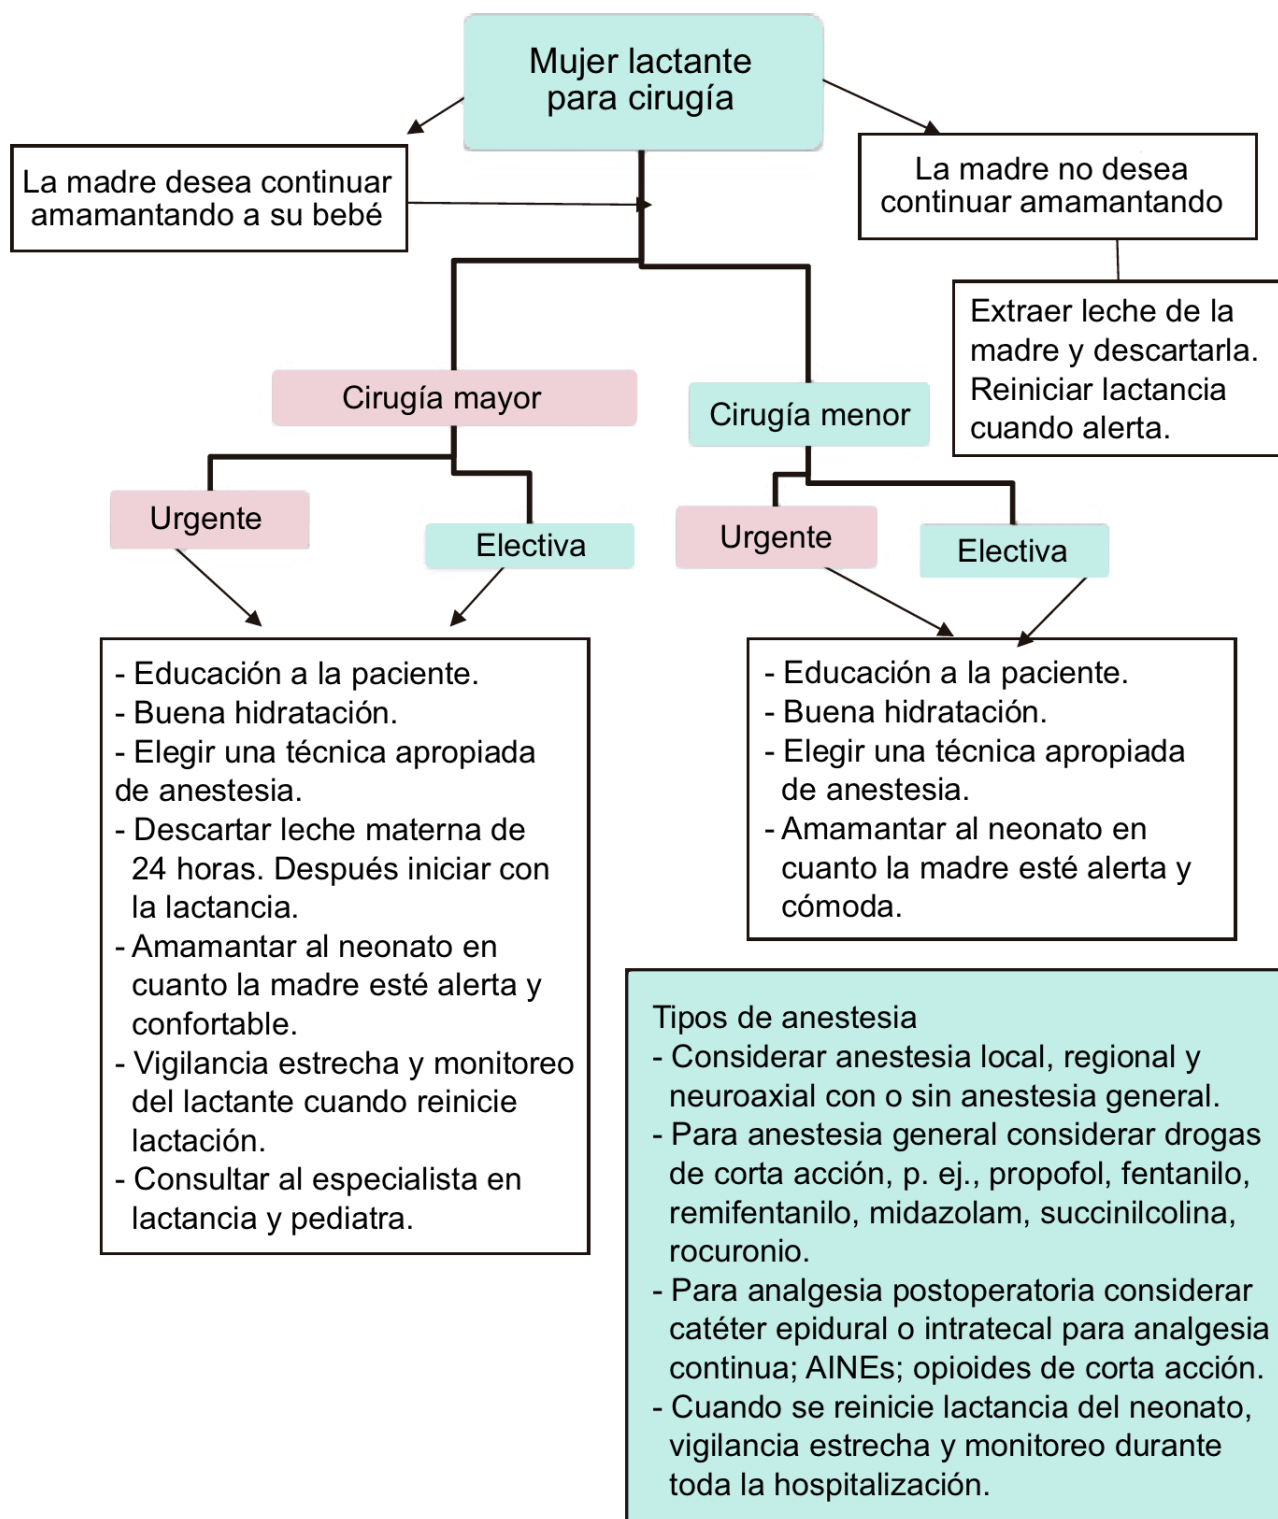 Mujer lactante
para cirugía
La madre desea continuar
amamantando a su bebé
La madre no desea
continuar amamantando
Extraer leche de la
madre y descartarla.
Reiniciar lactancia
cuando alerta.
Cirugía mayor
Cirugía menor
Urgente
Electiva
Urgente
Electiva
- Educación a la paciente.
- Buena hidratación.
- Elegir una técnica apropiada
de anestesia.
- Descartar leche materna de
24 horas. Después iniciar con
la lactancia.
- Amamantar al neonato en
cuanto la madre esté alerta y
confortable.
- Vigilancia estrecha y monitoreo
del lactante cuando reinicie
lactación.
- Consultar al especialista en
lactancia y pediatra.
- Educación a la paciente.
- Buena hidratación.
- Elegir una técnica apropiada
de anestesia.
- Amamantar al neonato en
cuanto la madre esté alerta y
cómoda.
Tipos de anestesia
- Considerar anestesia local, regional y
neuroaxial con o sin anestesia general.
- Para anestesia general considerar drogas
de corta acción, p. ej., propofol, fentanilo,
remifentanilo, midazolam, succinilcolina,
rocuronio.
- Para analgesia postoperatoria considerar
catéter epidural o intratecal para analgesia
continua; AINEs; opioides de corta acción.
- Cuando se reinicie lactancia del neonato,
vigilancia estrecha y monitoreo durante
toda la hospitalización.